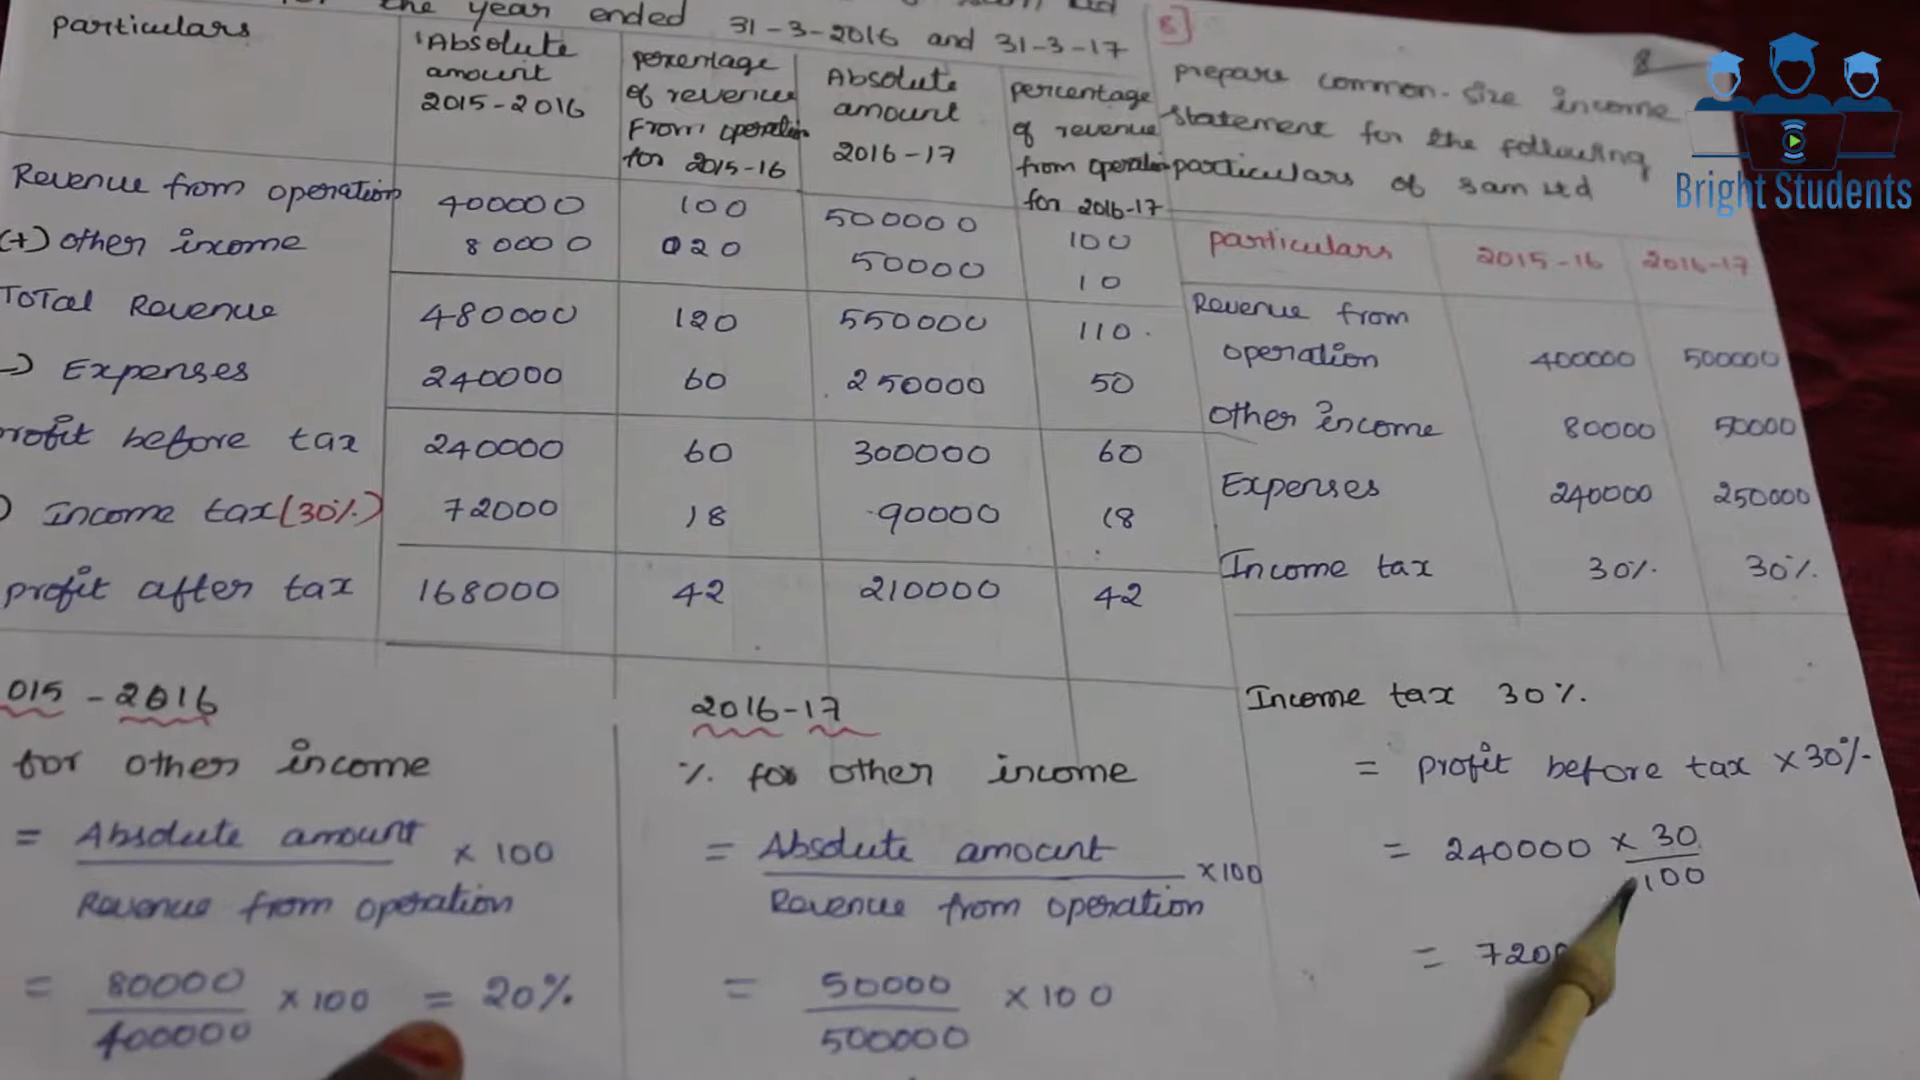 the year ended 31-3-2016 and 31-3-17
particulars
Absolute amount 2015-2016
percentage of revenue From operation for 2015-16
Absolute amount 2016-17
percentage of revenue from operation for 2016-17
Revenue from operation 400000 100 500000 100
(+) other income 80000 020 50000 10
TOTal Revenue 480000 120 550000 110
-) Expenses 240000 60 250000 50
rofit before tax 240000 60 300000 60
) Income tax (30%) 72000 18 90000 18
profit after tax 168000 42 210000 42
015 - 2016
for other income
= Absolute amount / Revenue from operation × 100
= 80000 / 400000 × 100 = 20%
2016-17
% for other income
= Absolute amount / Revenue from operation ×100
= 50000 / 500000 × 100
8
prepare common-size income
statement for the following
particulars of sam Ltd
particulars 2015-16 2016-17
Revenue from
operation 400000 500000
Other income 80000 50000
Expenses 240000 250000
Income tax 30% 30%
Income tax 30%.
= profit before tax ×30%
= 240000 × 30 / 100
= 720
Bright Students